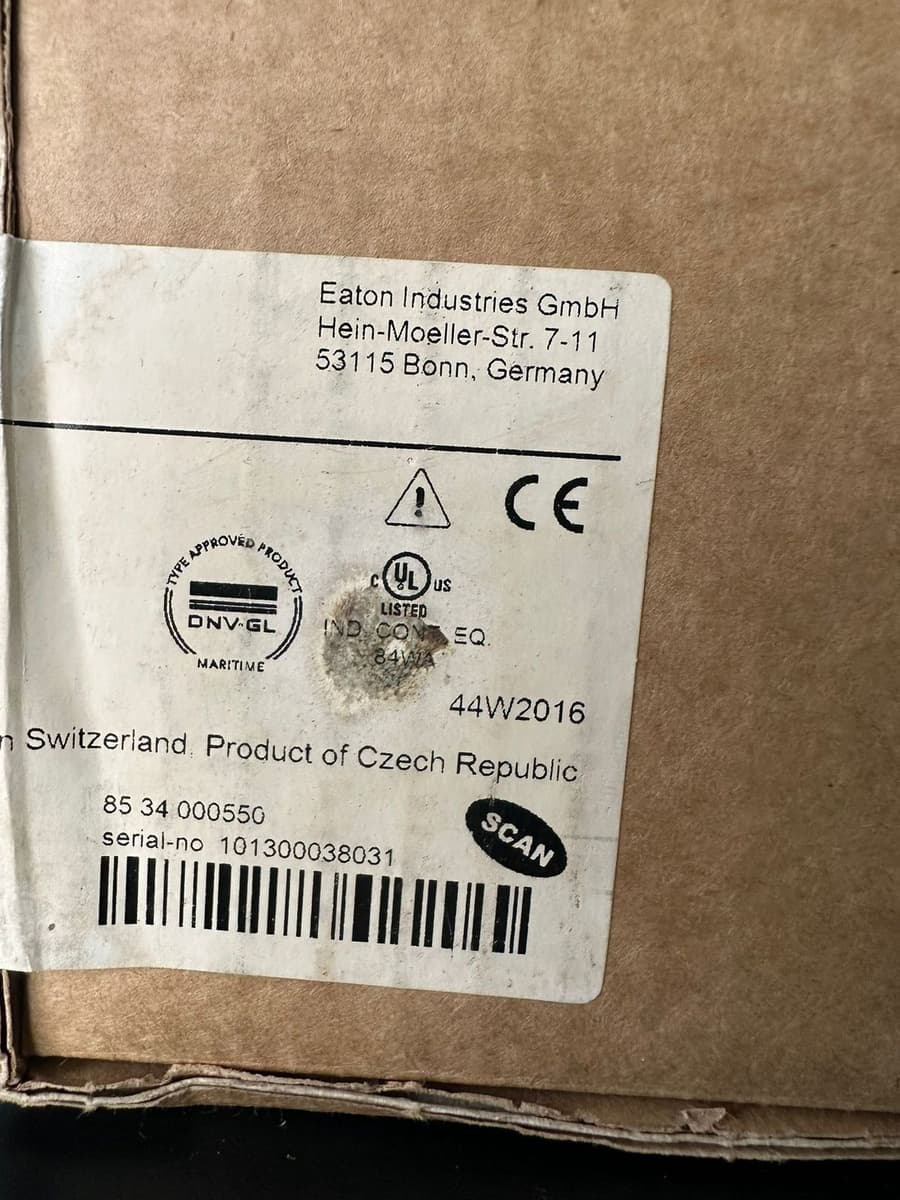 Eaton Industries GmbH
Hein-Moeller-Str. 7-11
53115 Bonn, Germany
CE
TYPE APPROVED PRODUCT
DNV·GL
MARITIME
C UL US
LISTED
IND. CONT. EQ.
84WA
44W2016
Switzerland. Product of Czech Republic
85 34 000550
serial-no 101300038031
SCAN